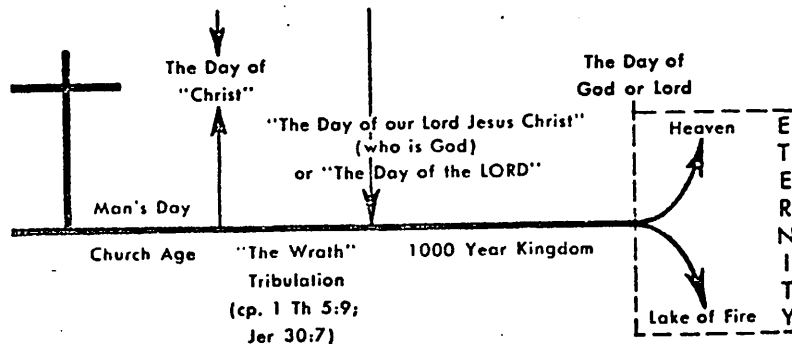 The Day of
"Christ"
The Day of
God or Lord
"The Day of our Lord Jesus Christ"
(who is God)
or "The Day of the LORD"
Heaven
ETERNITY
Man's Day
Church Age
"The Wrath"
Tribulation
(cp. 1 Th 5:9;
Jer 30:7)
1000 Year Kingdom
Lake of Fire